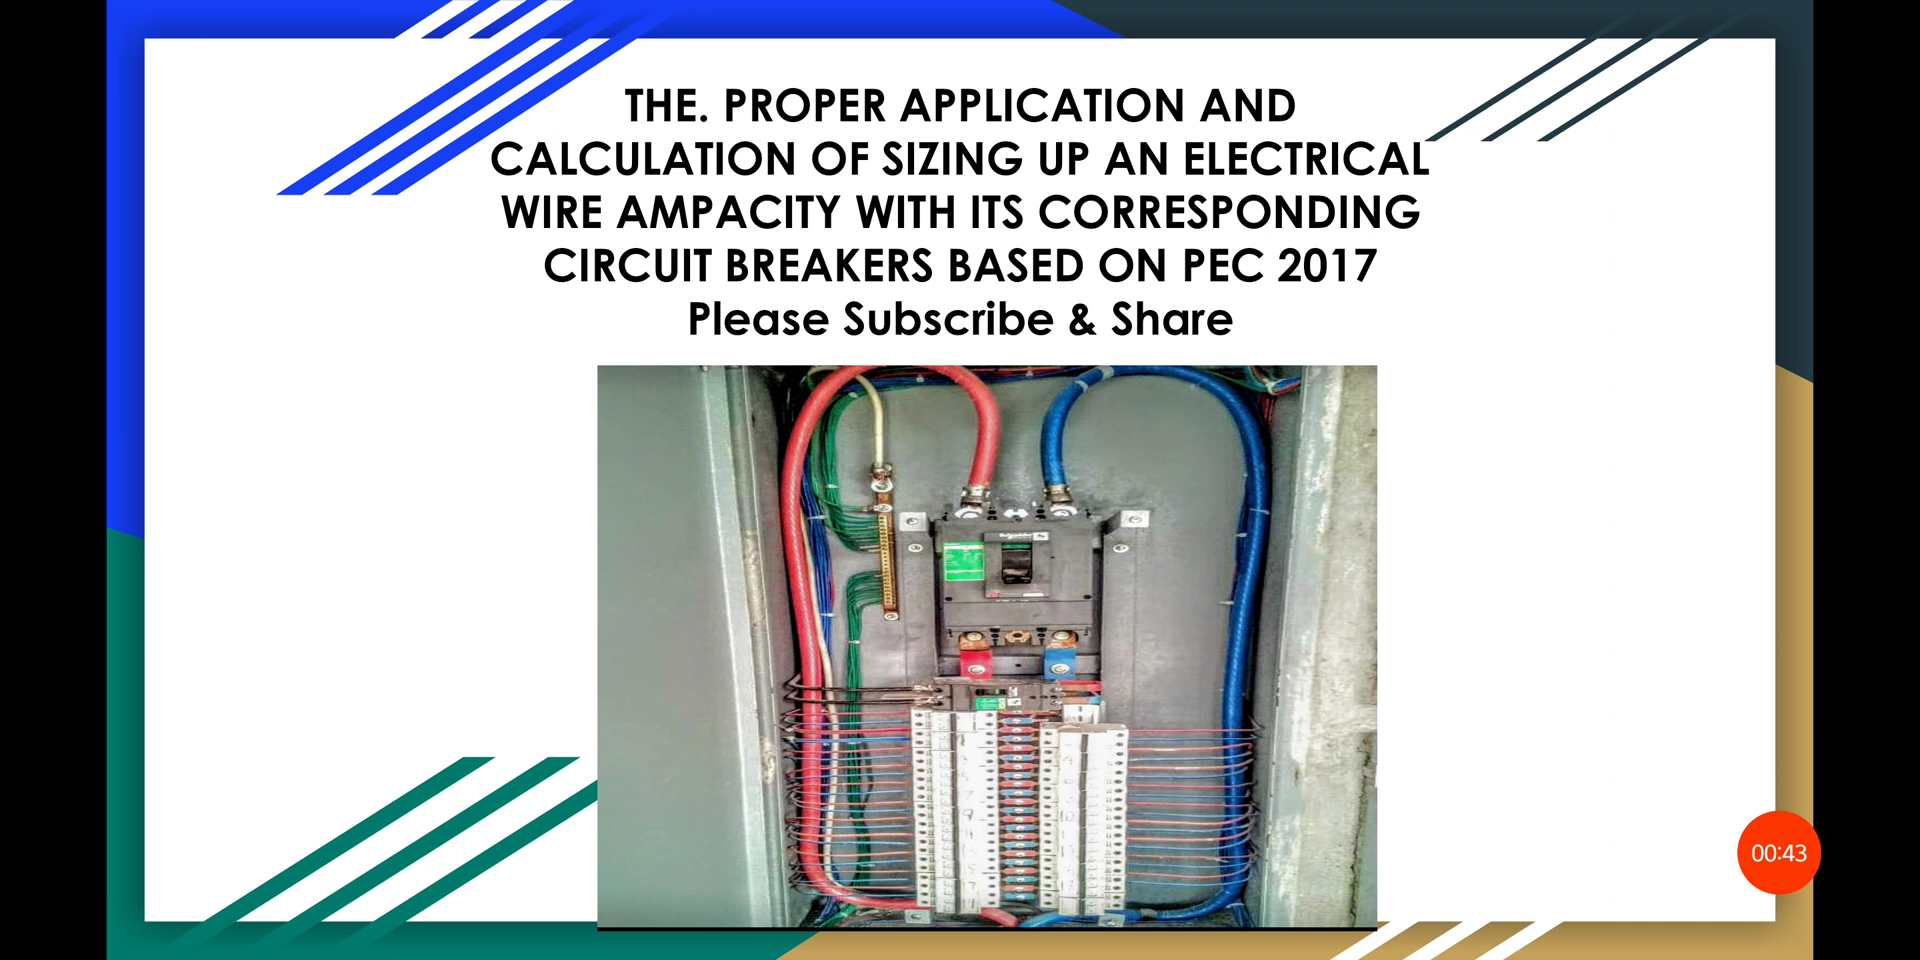 THE. PROPER APPLICATION AND
CALCULATION OF SIZING UP AN ELECTRICAL
WIRE AMPACITY WITH ITS CORRESPONDING
CIRCUIT BREAKERS BASED ON PEC 2017
Please Subscribe & Share
00:43